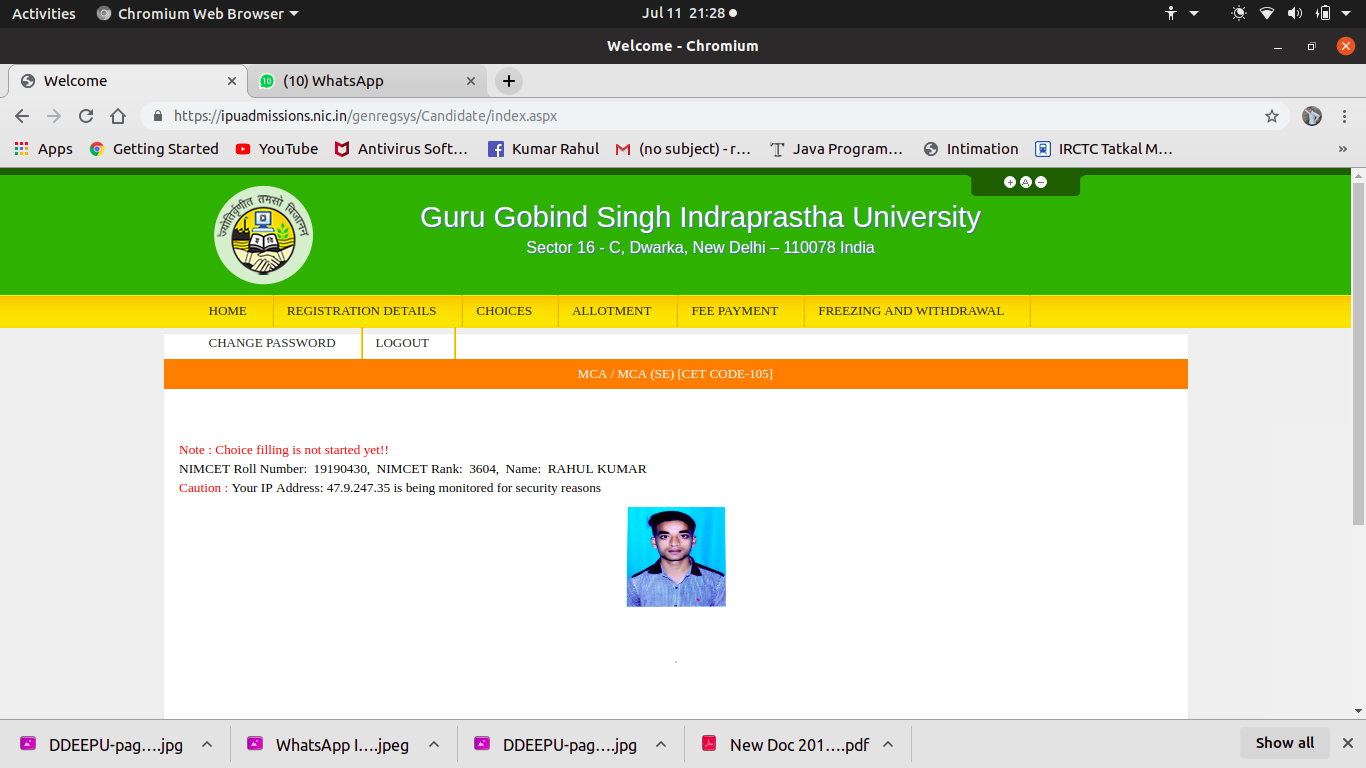 Activities Chromium Web Browser Jul 11 21:28
Welcome - Chromium
Welcome (10) WhatsApp
https://ipuadmissions.nic.in/genregsys/Candidate/index.aspx
Apps Getting Started YouTube Antivirus Soft… Kumar Rahul (no subject) - r… Java Program… Intimation IRCTC Tatkal M… »
+ A −
Guru Gobind Singh Indraprastha University
Sector 16 - C, Dwarka, New Delhi – 110078 India
HOME REGISTRATION DETAILS CHOICES ALLOTMENT FEE PAYMENT FREEZING AND WITHDRAWAL
CHANGE PASSWORD LOGOUT
MCA / MCA (SE) [CET CODE-105]
Note : Choice filling is not started yet!!
NIMCET Roll Number: 19190430, NIMCET Rank: 3604, Name: RAHUL KUMAR
Caution : Your IP Address: 47.9.247.35 is being monitored for security reasons
.
DDEEPU-pag….jpg WhatsApp I….jpeg DDEEPU-pag….jpg New Doc 201….pdf Show all